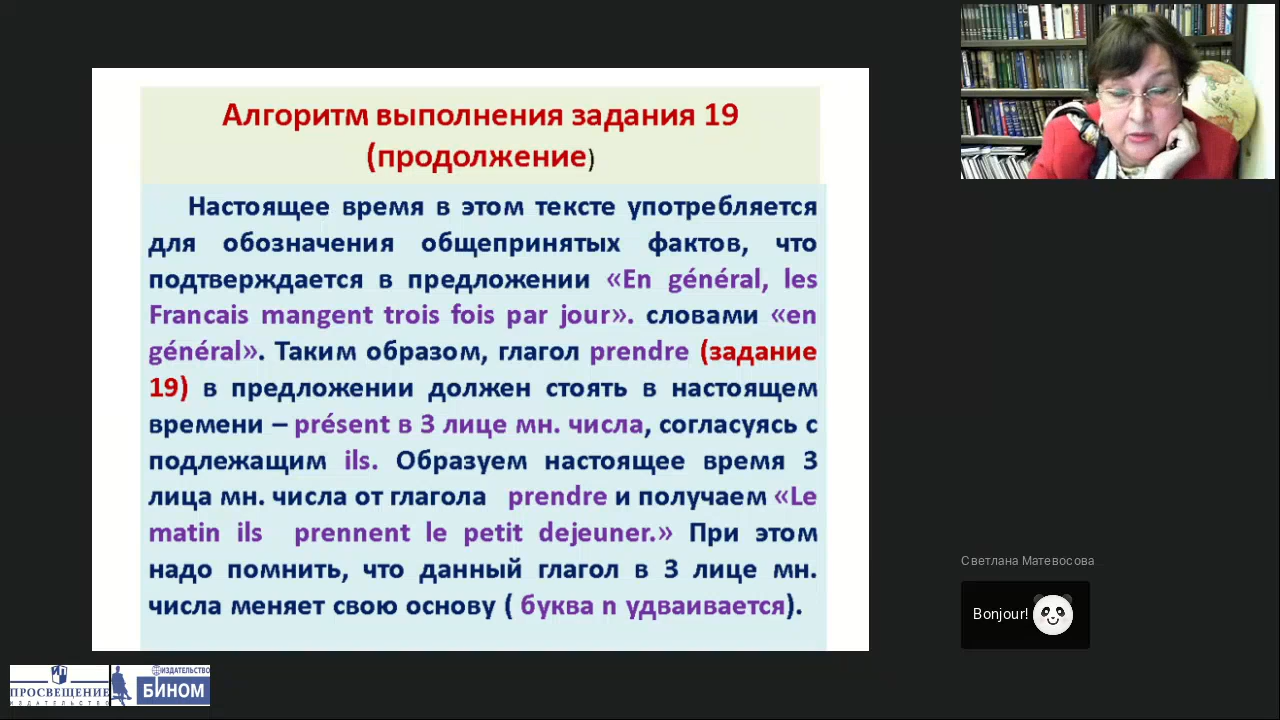 Алгоритм выполнения задания 19
(продолжение)
Настоящее время в этом тексте употребляется
для обозначения общепринятых фактов, что
подтверждается в предложении «En général, les
Francais mangent trois fois par jour». словами «en
général». Таким образом, глагол prendre (задание
19) в предложении должен стоять в настоящем
времени – présent в 3 лице мн. числа, согласуясь с
подлежащим ils. Образуем настоящее время 3
лица мн. числа от глагола prendre и получаем «Le
matin ils prennent le petit dejeuner.» При этом
надо помнить, что данный глагол в 3 лице мн.
числа меняет свою основу ( буква n удваивается).
Светлана Матевосова
Bonjour!
ПРОСВЕЩЕНИЕ
ИЗДАТЕЛЬСТВО
ИЗДАТЕЛЬСТВО
БИНОМ